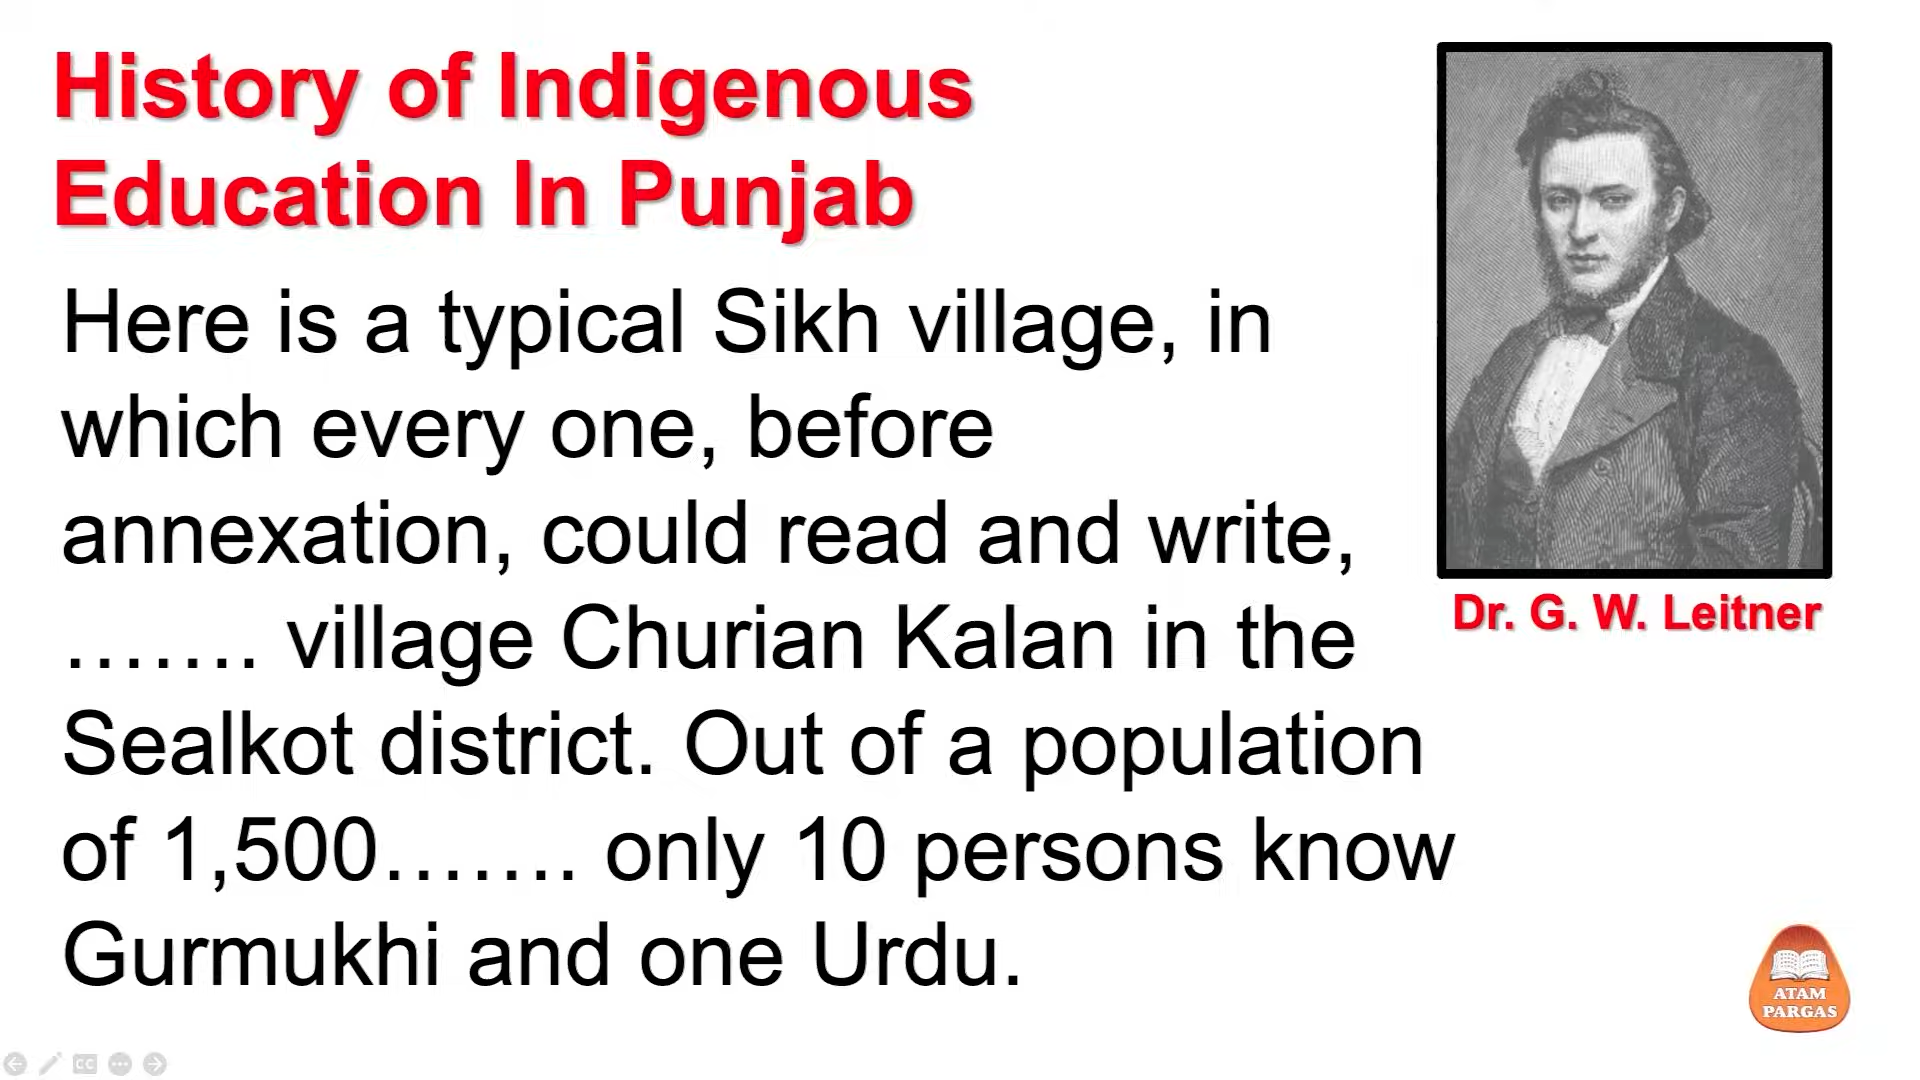 History of Indigenous
Education In Punjab
Here is a typical Sikh village, in
which every one, before
annexation, could read and write,
……. village Churian Kalan in the
Sealkot district. Out of a population
of 1,500……. only 10 persons know
Gurmukhi and one Urdu.
Dr. G. W. Leitner
ATAM
PARGAS
CC